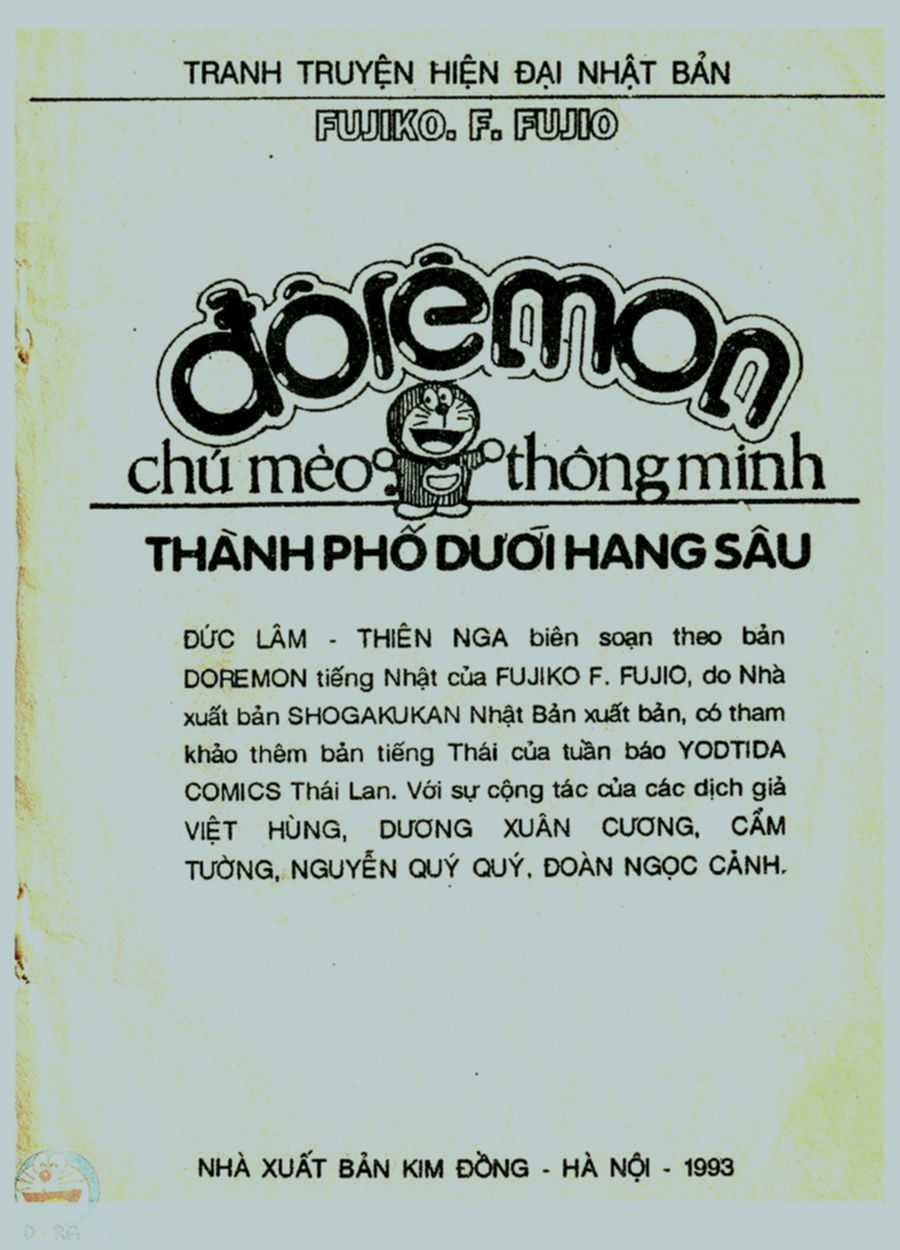 TRANH TRUYỆN HIỆN ĐẠI NHẬT BẢN
FUJIKO. F. FUJIO
đôrêmon
chú mèo thông minh
THÀNH PHỐ DƯỚI HANG SÂU
ĐỨC LÂM - THIÊN NGA biên soạn theo bản
DOREMON tiếng Nhật của FUJIKO F. FUJIO, do Nhà
xuất bản SHOGAKUKAN Nhật Bản xuất bản, có tham
khảo thêm bản tiếng Thái của tuần báo YODTIDA
COMICS Thái Lan. Với sự cộng tác của các dịch giả
VIỆT HÙNG, DƯƠNG XUÂN CƯƠNG, CẨM
TƯỜNG, NGUYỄN QUÝ QUÝ, ĐOÀN NGỌC CẢNH.
NHÀ XUẤT BẢN KIM ĐỒNG - HÀ NỘI - 1993